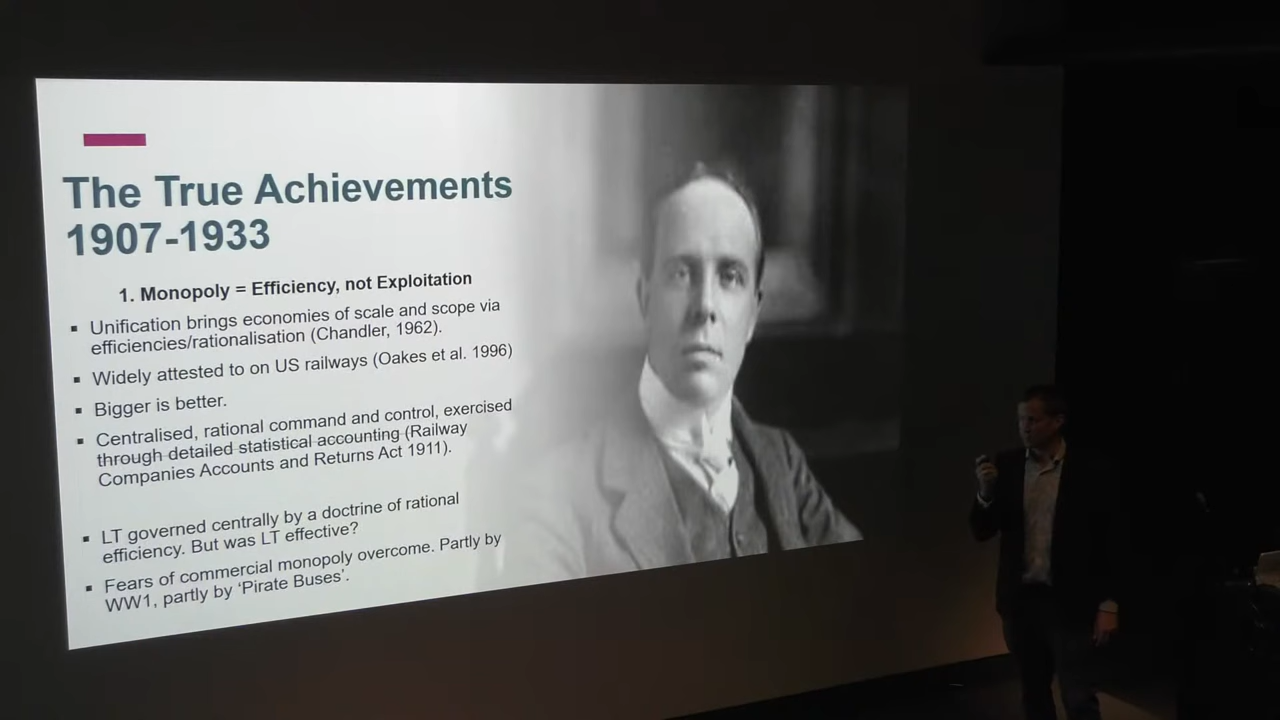 The True Achievements
1907-1933
1. Monopoly = Efficiency, not Exploitation
▪ Unification brings economies of scale and scope via
efficiencies/rationalisation (Chandler, 1962).
▪ Widely attested to on US railways (Oakes et al. 1996)
▪ Bigger is better.
▪ Centralised, rational command and control, exercised
through detailed statistical accounting (Railway
Companies Accounts and Returns Act 1911).
▪ LT governed centrally by a doctrine of rational
efficiency. But was LT effective?
▪ Fears of commercial monopoly overcome. Partly by
WW1, partly by ‘Pirate Buses’.